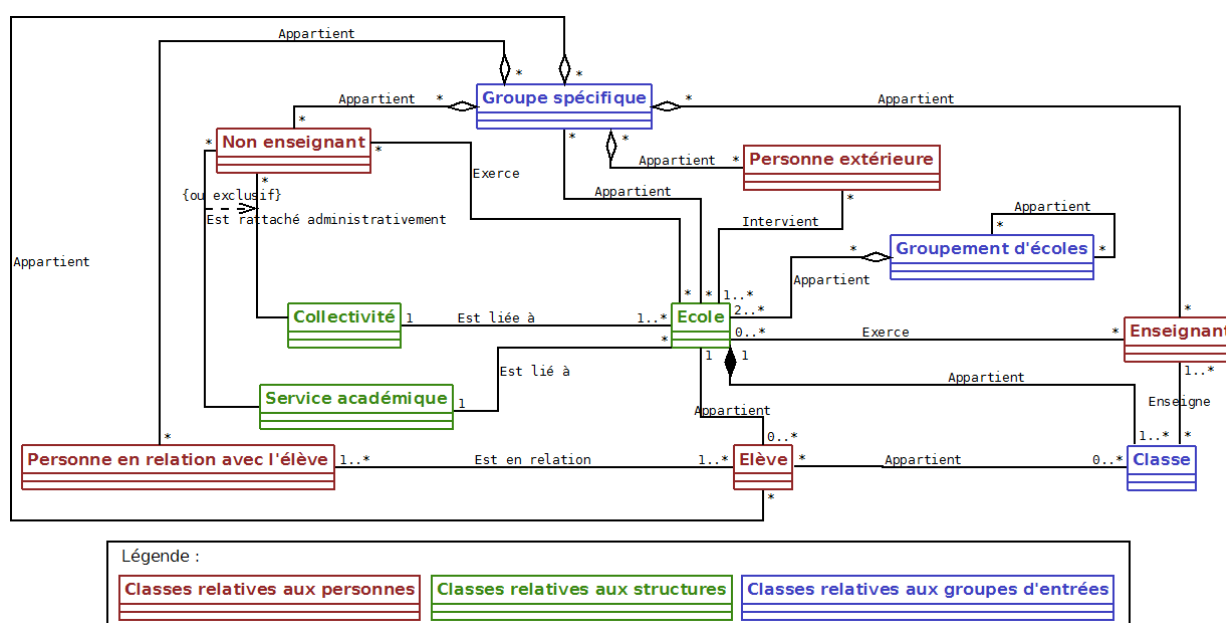 Appartient
*
*
Groupe spécifique
Appartient
*
*
Appartient
*
*
*
*
*
Non enseignant
*
Exerce
Appartient
*
Personne extérieure
*
*
{ou exclusif}
Est rattaché administrativement
Appartient
Intervient
Appartient
*
Groupement d'écoles
*
*
Appartient
Appartient
*
*
1..*
Collectivité
1
Est liée à
1..*
Ecole
2..*
0..*
Exerce
*
*
Enseignant
*
1
1
1..*
Est lié à
Appartient
Service académique
1
Appartient
Enseigne
*
0..*
1..*
*
Personne en relation avec l'élève
1..*
Est en relation
1..*
Elève
*
Appartient
0..*
Classe
*
Légende :
Classes relatives aux personnes
Classes relatives aux structures
Classes relatives aux groupes d'entrées